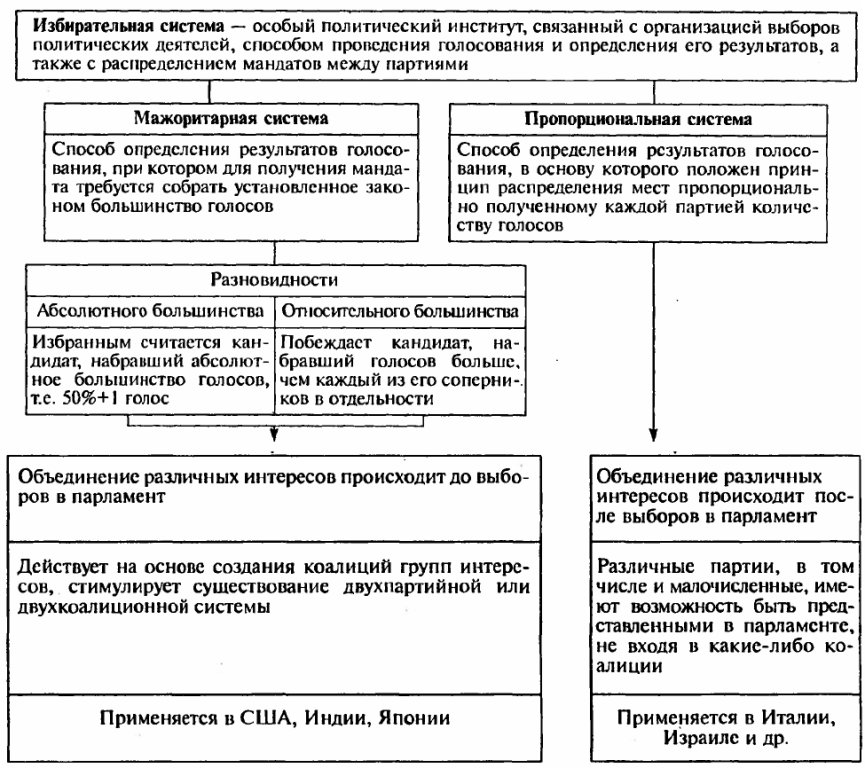 Избирательная система — особый политический институт, связанный с организацией выборов
политических деятелей, способом проведения голосования и определения его результатов, а
также с распределением мандатов между партиями
Мажоритарная система
Способ определения результатов голосо-
вания, при котором для получения манда-
та требуется собрать установленное зако-
ном большинство голосов
Пропорциональная система
Способ определения результатов голосо-
вания, в основу которого положен прин-
цип распределения мест пропорциональ-
но полученному каждой партией количе-
ству голосов
Разновидности
Абсолютного большинства
Избранным считается кан-
дидат, набравший абсолют-
ное большинство голосов,
т.е. 50%+1 голос
Относительного большинства
Побеждает кандидат, на-
бравший голосов больше,
чем каждый из его соперни-
ков в отдельности
Объединение различных интересов происходит до выбо-
ров в парламент
Действует на основе создания коалиций групп интере-
сов, стимулирует существование двухпартийной или
двухкоалиционной системы
Применяется в США, Индии, Японии
Объединение различных
интересов происходит пос-
ле выборов в парламент
Различные партии, в том
числе и малочисленные, име-
ют возможность быть пред-
ставленными в парламенте,
не входя в какие-либо ко-
алиции
Применяется в Италии,
Израиле и др.